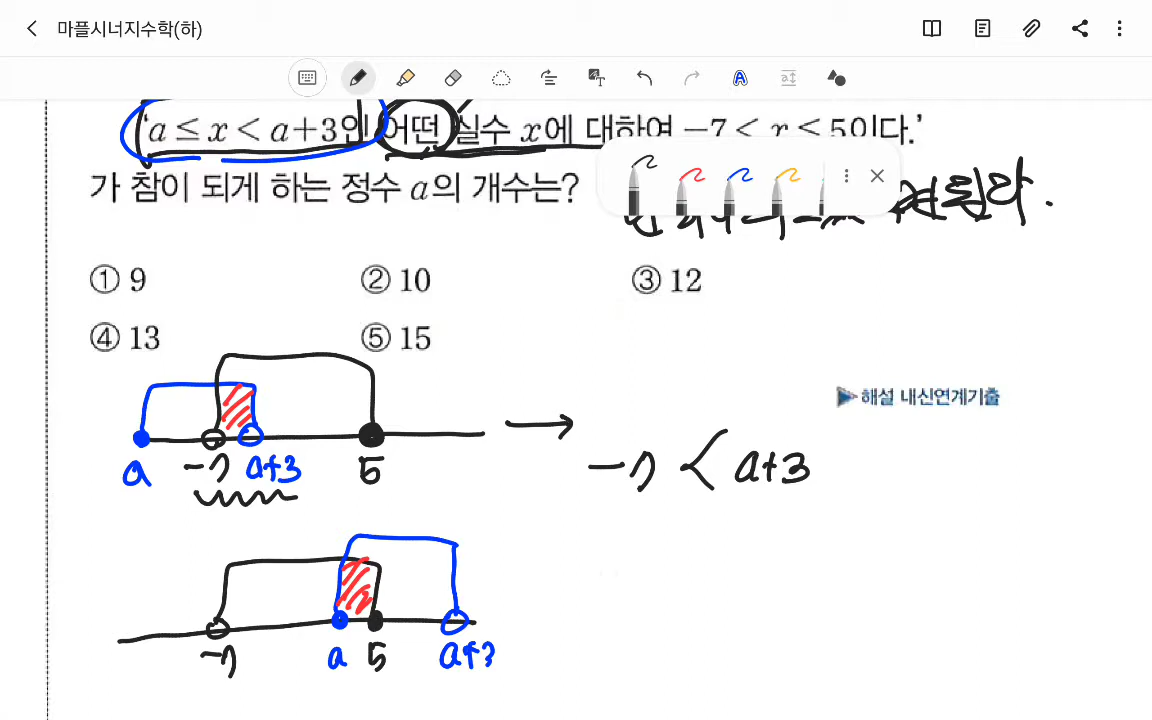 마플시너지수학(하)
'a ≤ x < a+3인 어떤 실수 x에 대하여 −7 < x ≤ 5이다.'
가 참이 되게 하는 정수 a의 개수는?
① 9 ② 10 ③ 12
④ 13 ⑤ 15
해설 내신연계기출
a -7 a+3 5
-7 < a+3
-7 a 5 a+3